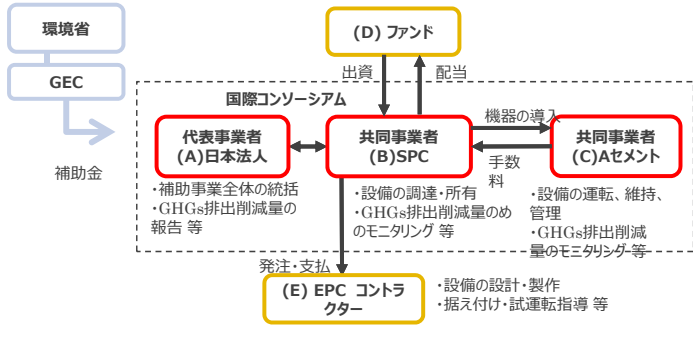 環境省
GEC
補助金
(D) ファンド
出資
配当
国際コンソーシアム
代表事業者
(A)日本法人
・補助事業全体の統括
・GHGs排出削減量の
報告 等
共同事業者
(B)SPC
・設備の調達・所有
・GHGs排出削減量のめ
のモニタリング 等
機器の導入
手数
料
共同事業者
(C)Aセメント
・設備の運転、維持、
管理
・GHGs排出削減
量のモニタリング 等
発注・支払
(E) EPC コントラ
クター
・設備の設計・製作
・据え付け・試運転指導 等